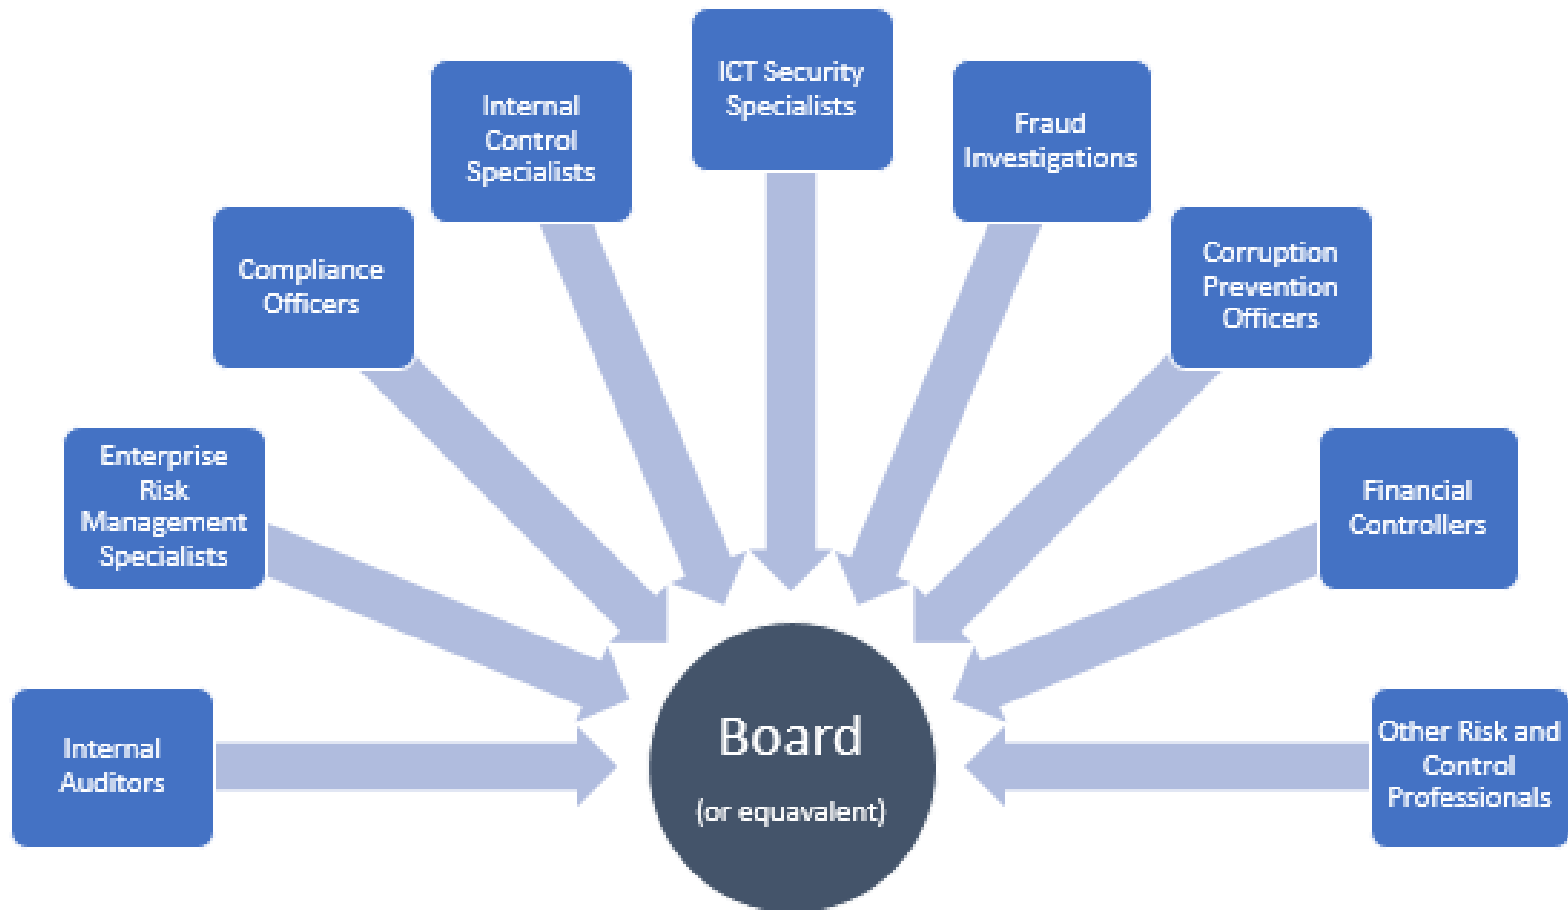 ICT Security
Specialists
Internal
Control
Specialists
Fraud
Investigations
Compliance
Officers
Corruption
Prevention
Officers
Enterprise
Risk
Management
Specialists
Financial
Controllers
Internal
Auditors
Board
(or equavalent)
Other Risk and
Control
Professionals